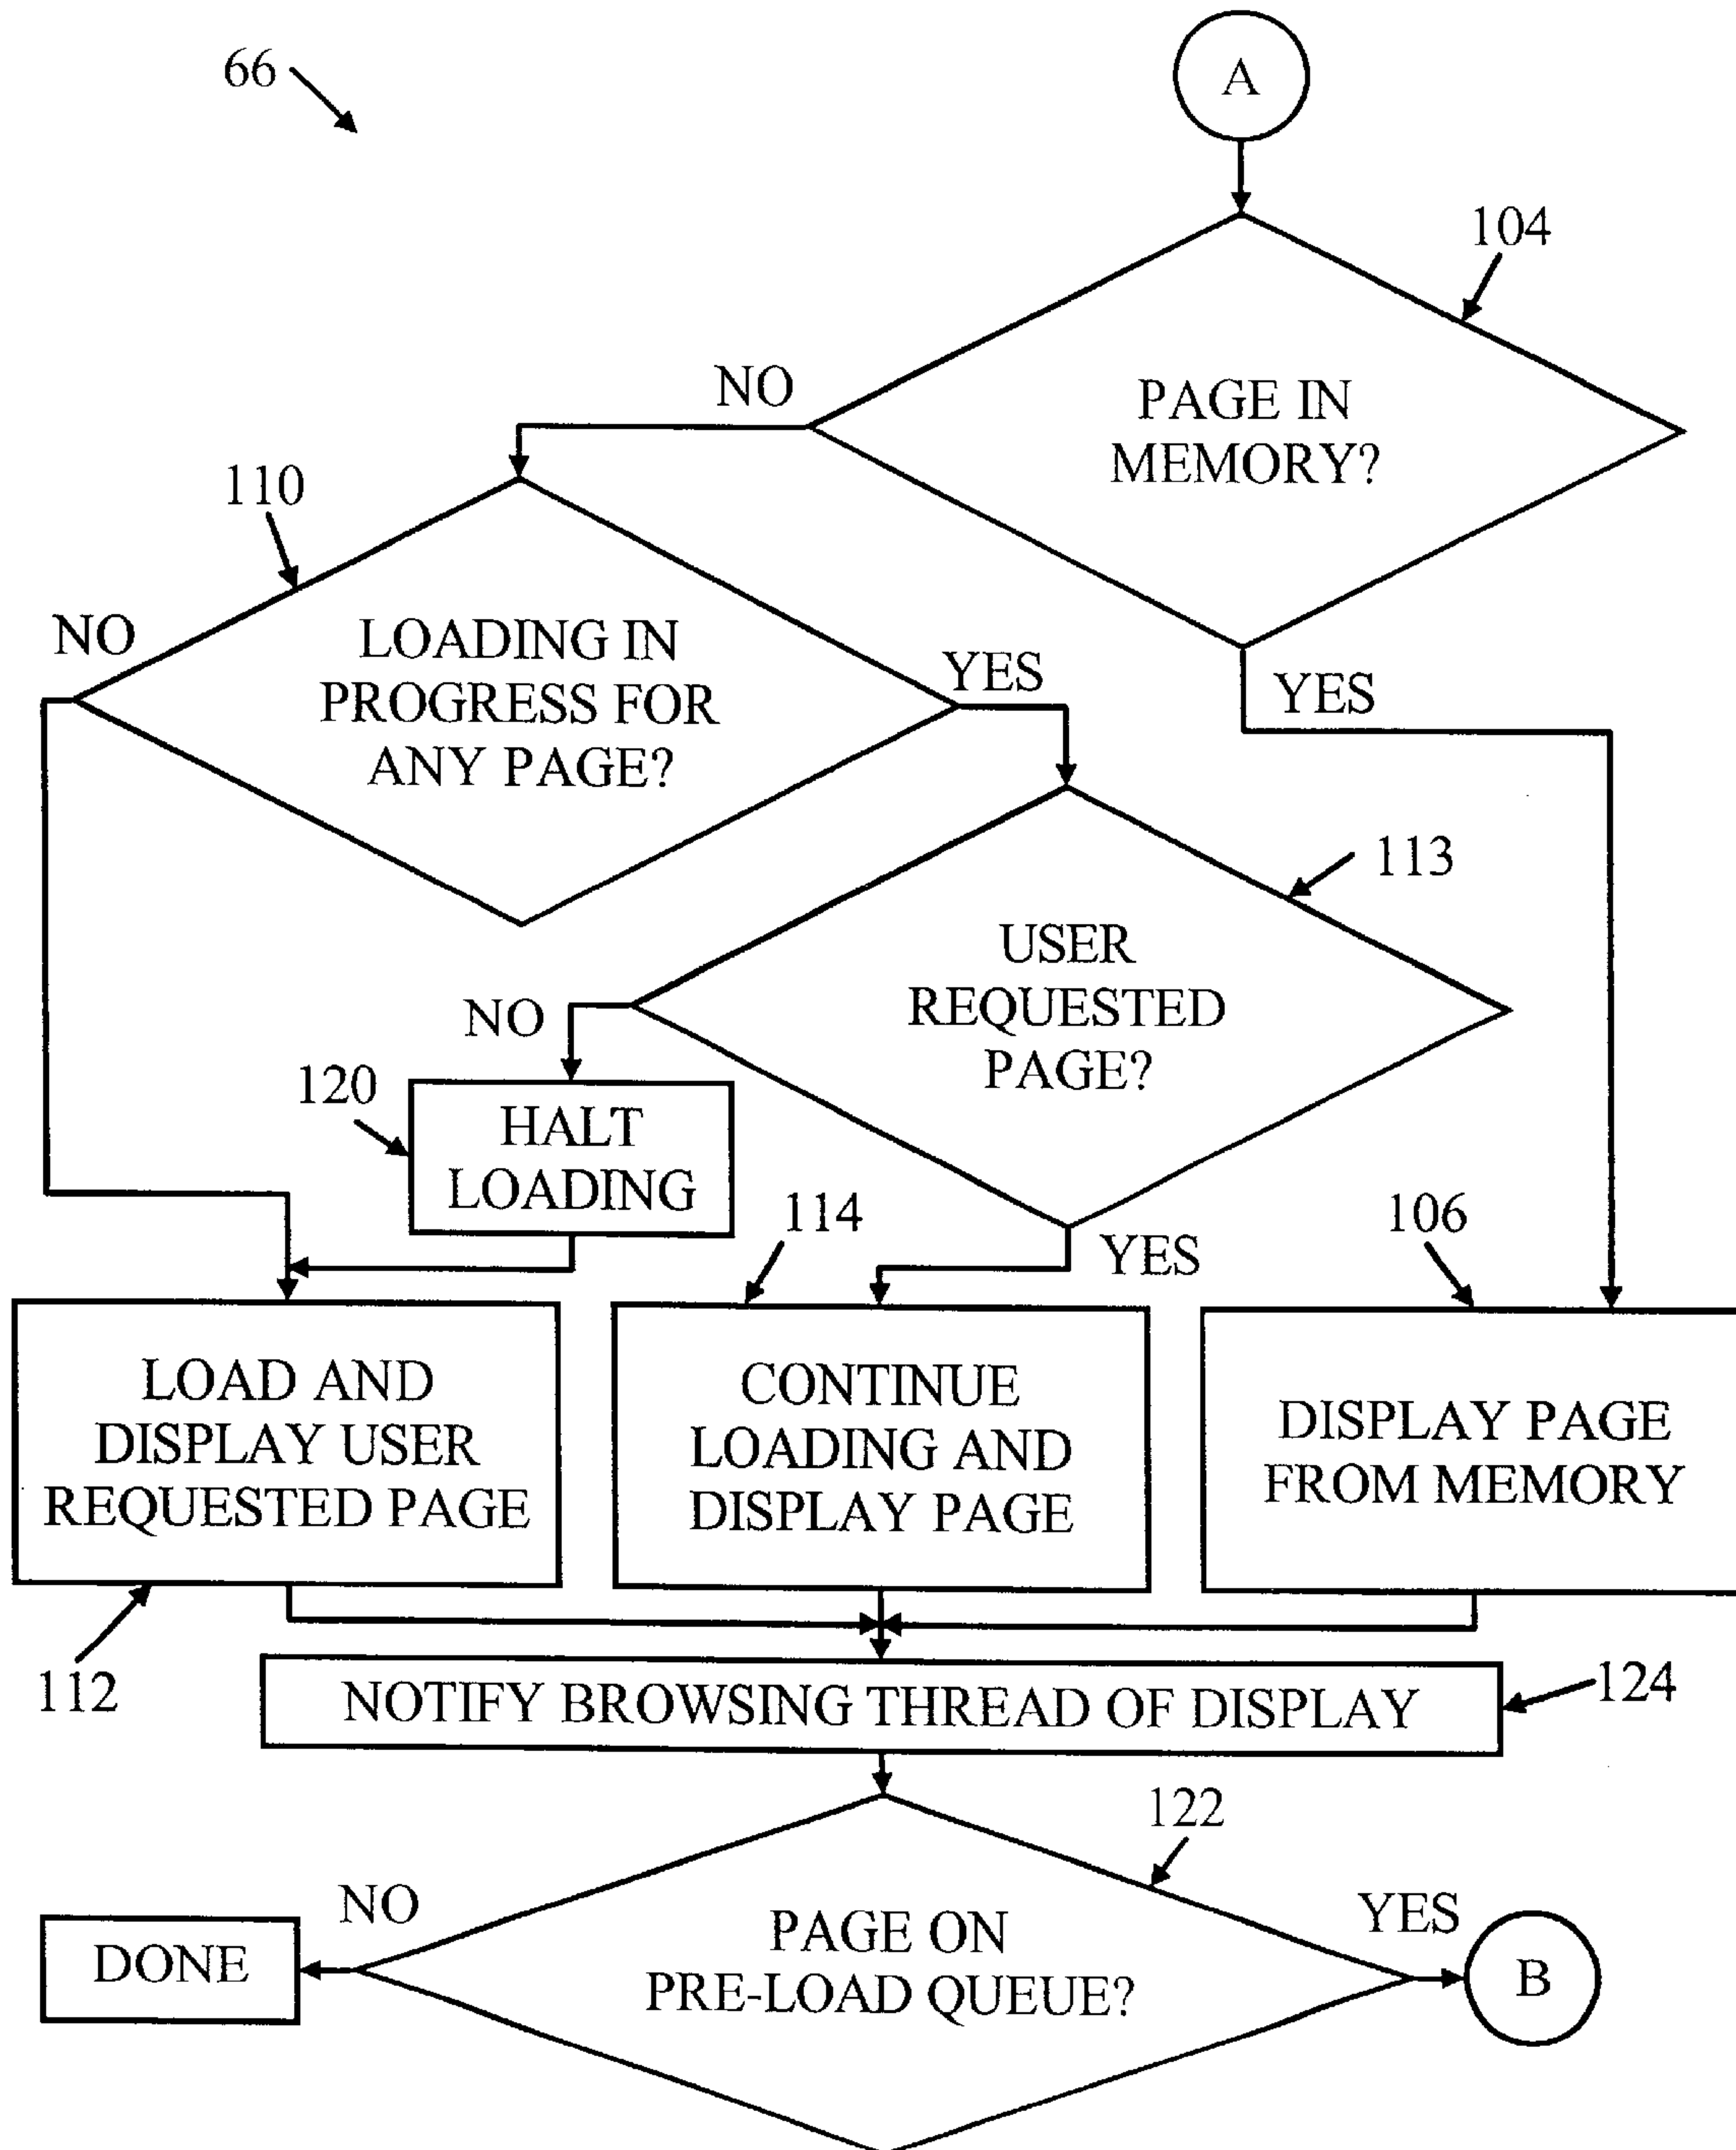 66
A
104
NO
PAGE IN
MEMORY?
110
NO
LOADING IN
PROGRESS FOR
ANY PAGE?
YES
YES
113
USER
REQUESTED
PAGE?
NO
120
HALT
LOADING
114
YES
106
LOAD AND
DISPLAY USER
REQUESTED PAGE
CONTINUE
LOADING AND
DISPLAY PAGE
DISPLAY PAGE
FROM MEMORY
112
NOTIFY BROWSING THREAD OF DISPLAY
124
122
NO
YES
DONE
PAGE ON
PRE-LOAD QUEUE?
B